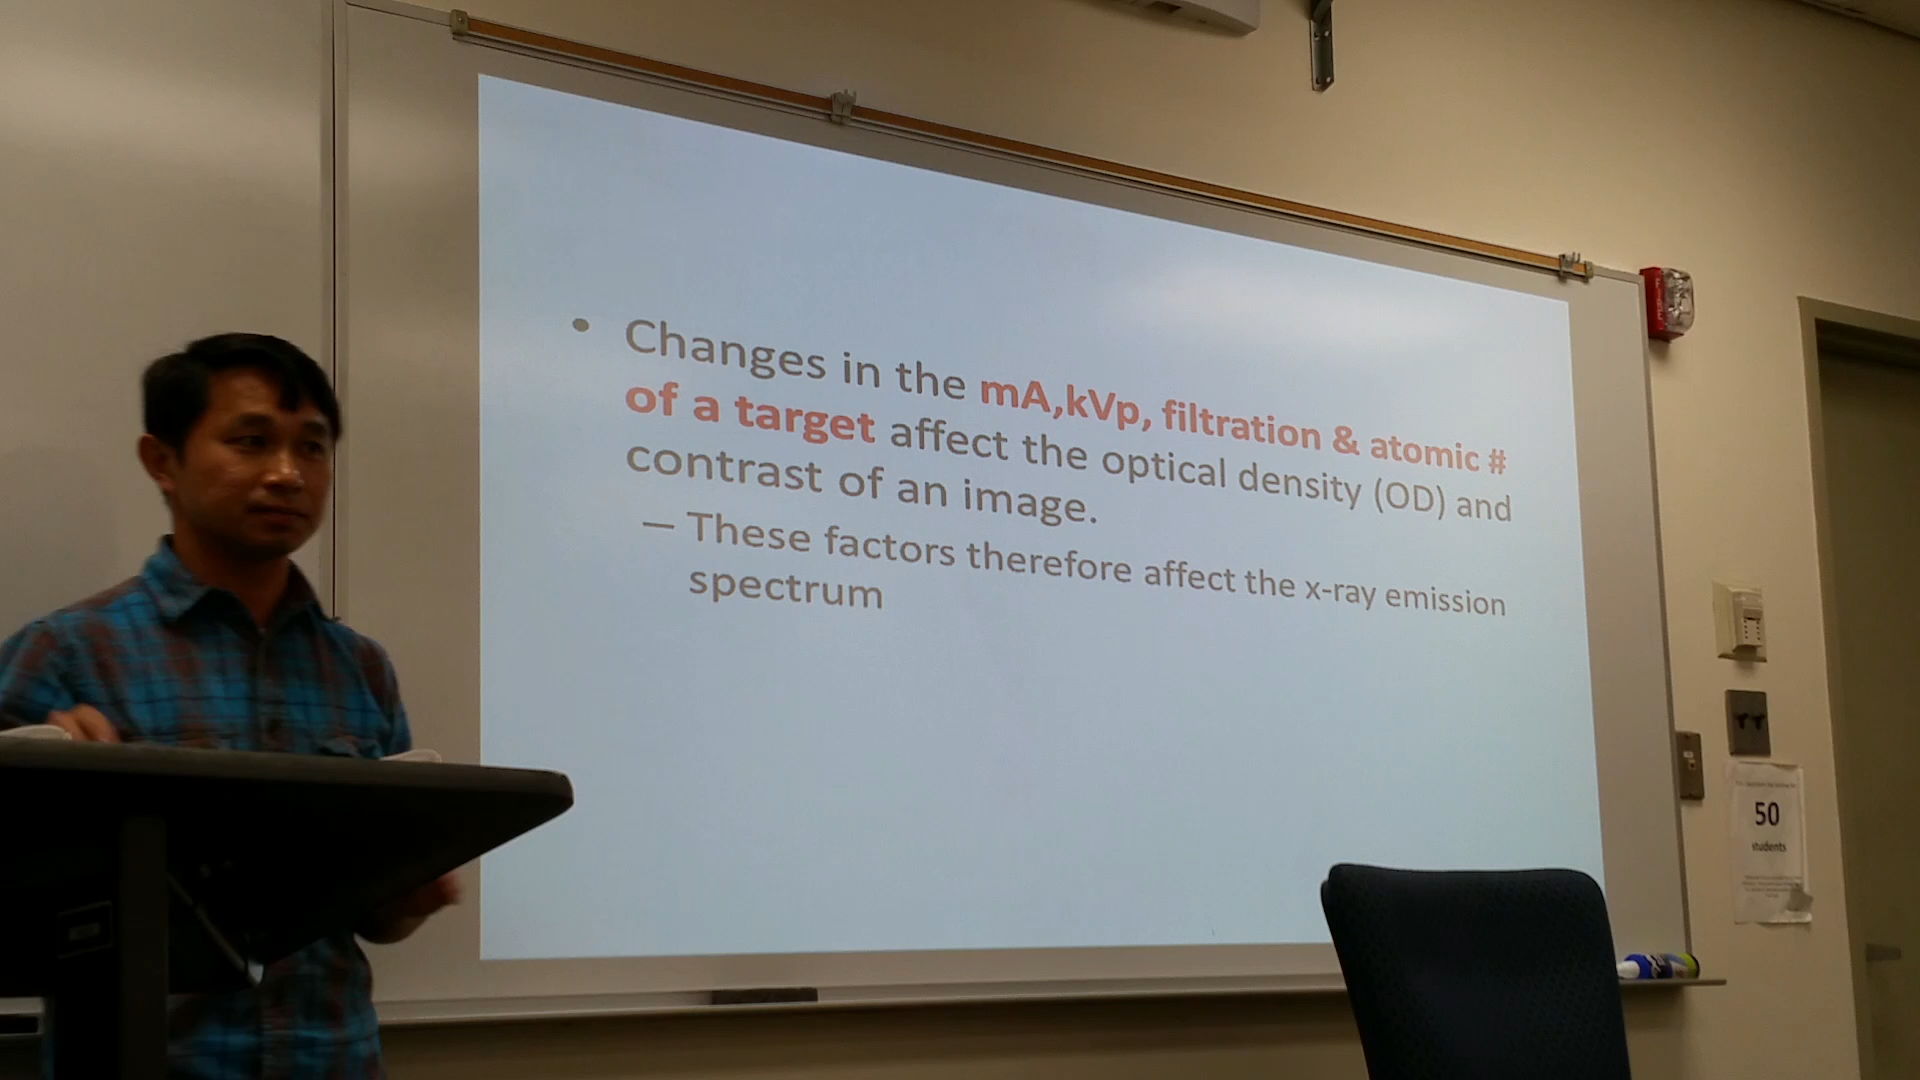 • Changes in the mA,kVp, filtration & atomic #
of a target affect the optical density (OD) and
contrast of an image.
– These factors therefore affect the x-ray emission
spectrum
50
students